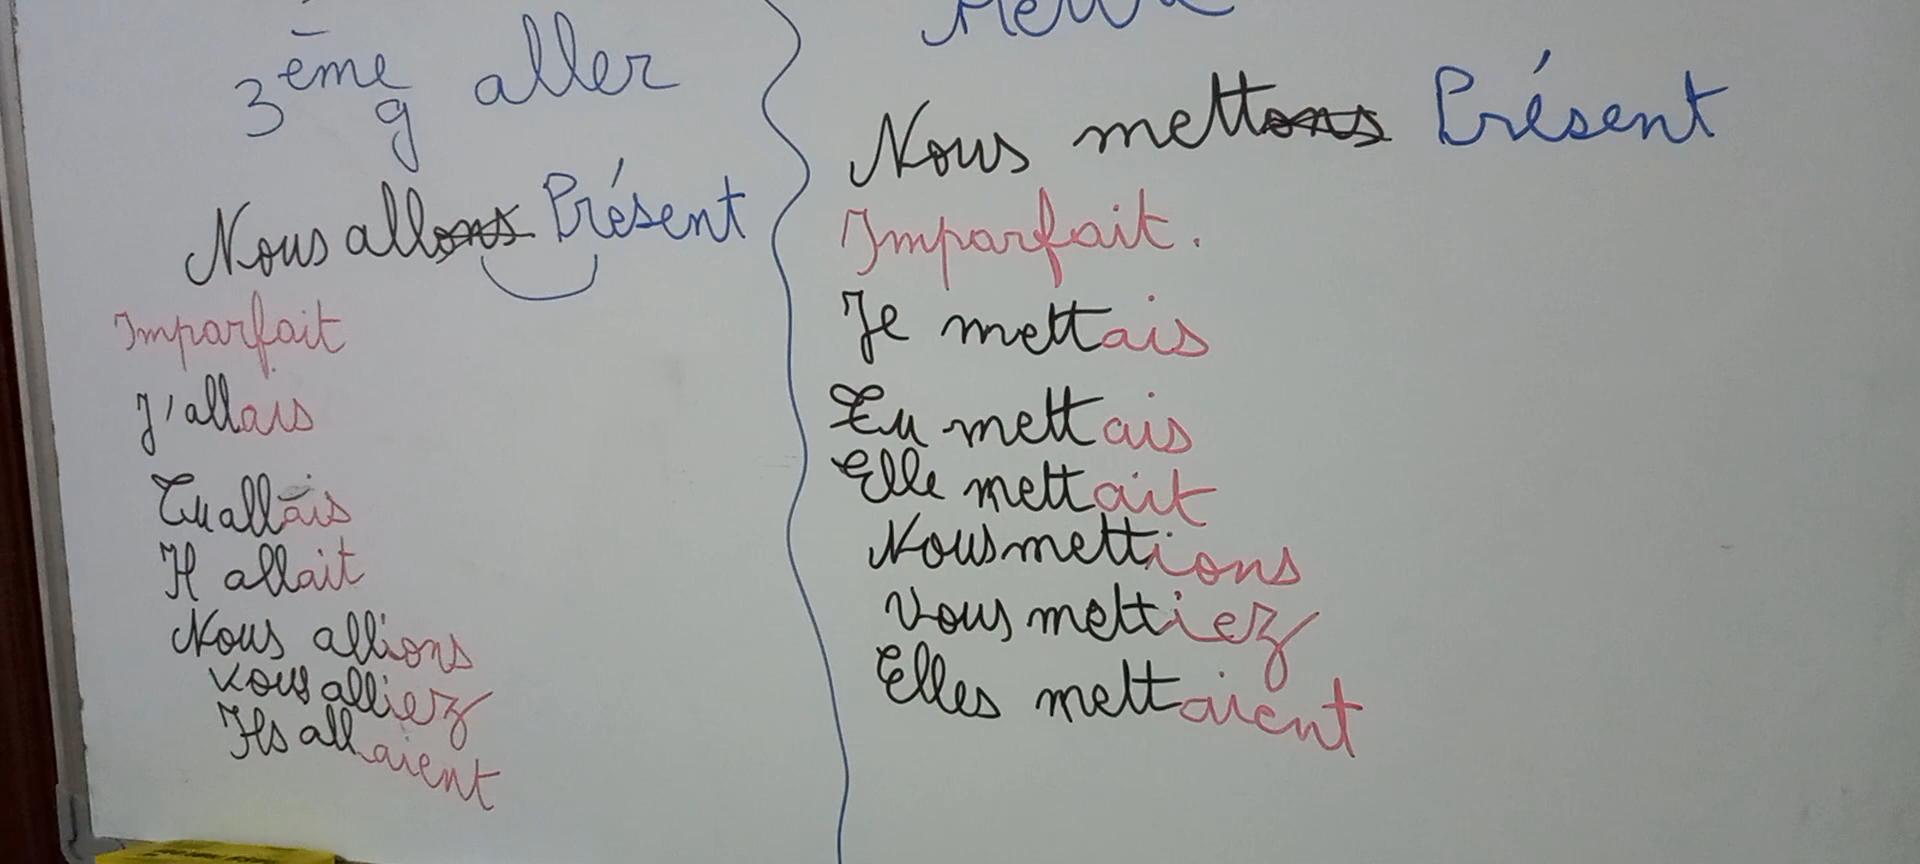 3ème g aller
Nous allons Présent
Imparfait
J'allais
Tu allais
Il allait
Nous allions
Vous alliez
Ils allaient
Mettre
Nous mettons Présent
Imparfait.
Je mettais
Tu mettais
Elle mettait
Nous mettions
Vous mettiez
Elles mettaient